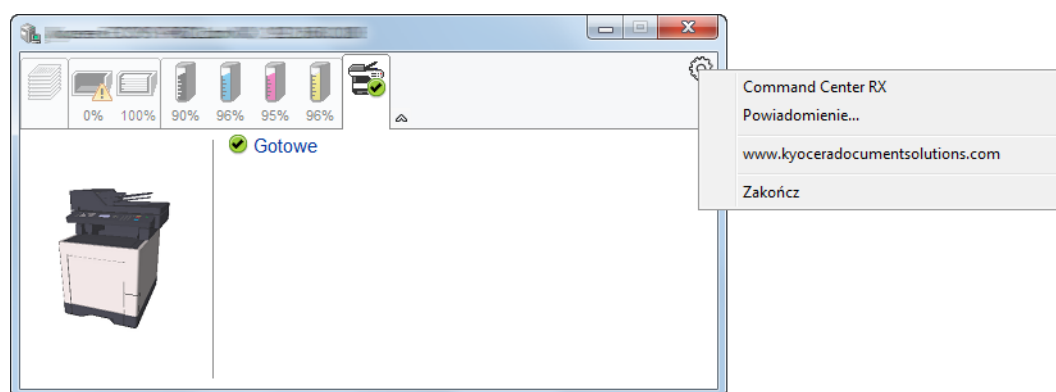 0% 100% 90% 96% 95% 96%
Gotowe
Command Center RX
Powiadomienie...
www.kyoceradocumentsolutions.com
Zakończ